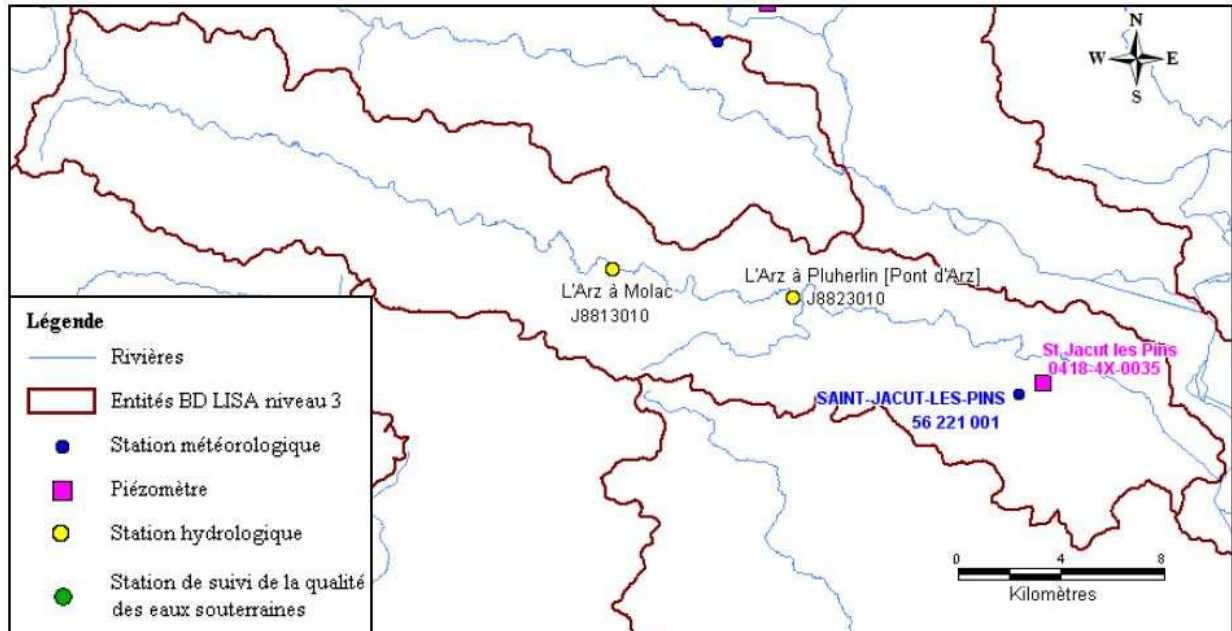 N
W E
S
L'Arz à Molac
J8813010
L'Arz à Pluherlin [Pont d'Arz]
J8823010
St Jacut les Pins
0418-4X-0035
SAINT-JACUT-LES-PINS
56 221 001
Légende
Rivières
Entités BD LISA niveau 3
Station météorologique
Piézomètre
Station hydrologique
Station de suivi de la qualité
des eaux souterraines
0 4 8
Kilomètres